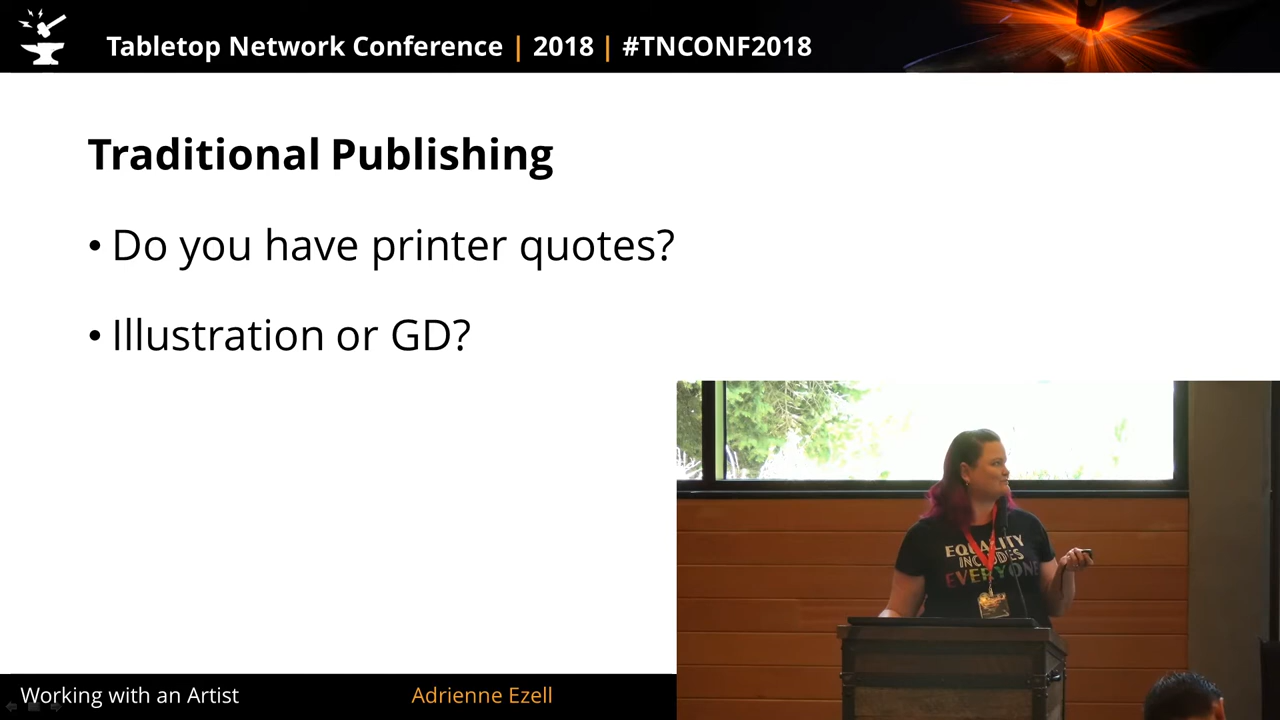 Tabletop Network Conference | 2018 | #TNCONF2018
Traditional Publishing
• Do you have printer quotes?
• Illustration or GD?
EQUALITY
INCLUDES
EVERYONE
Working with an Artist
Adrienne Ezell